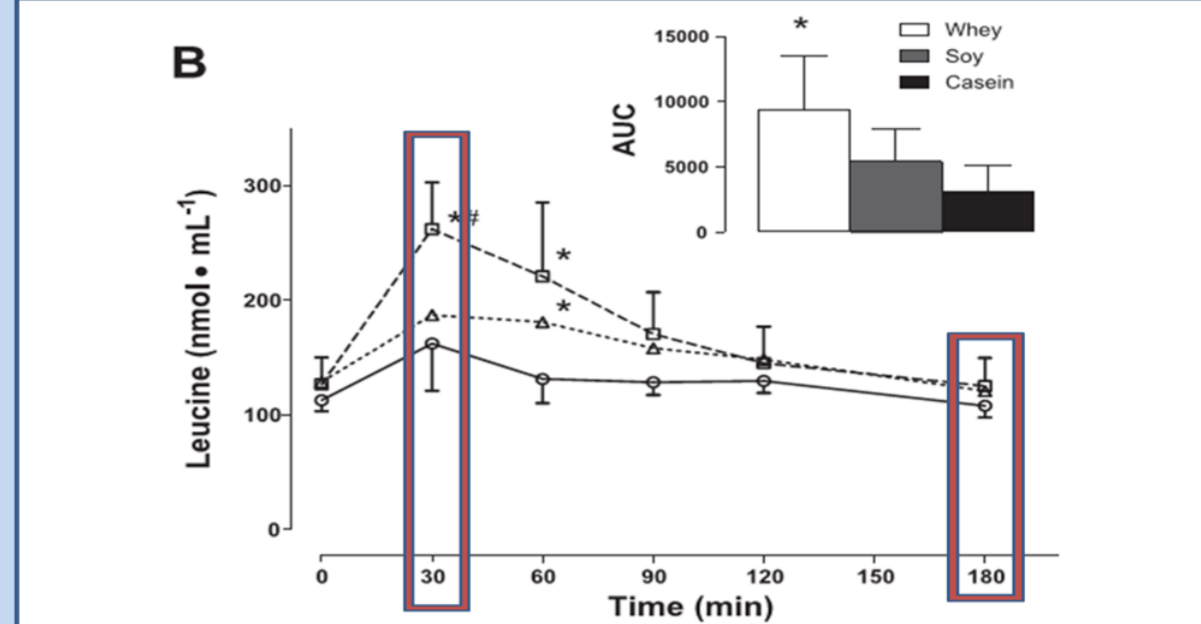 B
*
15000
10000
5000
0
AUC
Whey
Soy
Casein
300
200
100
0
Leucine (nmol • mL⁻¹)
*#
*
*
0 30 60 90 120 150 180
Time (min)